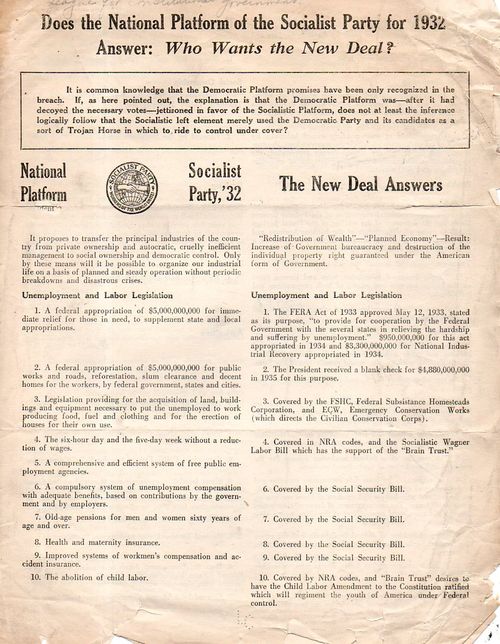 Does the National Platform of the Socialist Party for 1932
Answer: Who Wants the New Deal?
It is common knowledge that the Democratic Platform promises have been only recognized in the
breach. If, as here pointed out, the explanation is that the Democratic Platform was—after it had
decoyed the necessary votes—jettisoned in favor of the Socialistic Platform, does not at least the inference
logically follow that the Socialistic left element merely used the Democratic Party and its candidates as a
sort of Trojan Horse in which to ride to control under cover?
National
Platform
SOCIALIST PARTY
Socialist
Party,'32
It proposes to transfer the principal industries of the coun-
try from private ownership and autocratic, cruelly inefficient
management to social ownership and democratic control. Only
by these means will it be possible to organize our industrial
life on a basis of planned and steady operation without periodic
breakdowns and disastrous crises.
Unemployment and Labor Legislation
1. A federal appropriation of $5,000,000,000 for imme-
diate relief for those in need, to supplement state and local
appropriations.
2. A federal appropriation of $5,000,000,000 for public
works and roads, reforestation, slum clearance and decent
homes for the workers, by federal government, states and cities.
3. Legislation providing for the acquisition of land, build-
ings and equipment necessary to put the unemployed to work
producing food, fuel and clothing and for the erection of
houses for their own use.
4. The six-hour day and the five-day week without a reduc-
tion of wages.
5. A comprehensive and efficient system of free public em-
ployment agencies.
6. A compulsory system of unemployment compensation
with adequate benefits, based on contributions by the govern-
ment and by employers.
7. Old-age pensions for men and women sixty years of
age and over.
8. Health and maternity insurance.
9. Improved systems of workmen's compensation and ac-
cident insurance.
10. The abolition of child labor.
The New Deal Answers
"Redistribution of Wealth"—"Planned Economy"—Result:
Increase of Government bureaucracy and destruction of the
individual property right guaranteed under the American
form of Government.
Unemployment and Labor Legislation
1. The FERA Act of 1933 approved May 12, 1933, stated
as its purpose, "to provide for cooperation by the Federal
Government with the several states in relieving the hardship
and suffering by unemployment." $950,000,000 for this act
appropriated in 1934 and $3,300,000,000 for National Indus-
trial Recovery appropriated in 1934.
2. The President received a blank check for $4,880,000,000
in 1935 for this purpose.
3. Covered by the FSHC, Federal Subsistence Homesteads
Corporation, and ECW, Emergency Conservation Works
(which directs the Civilian Conservation Corps).
4. Covered in NRA codes, and the Socialistic Wagner
Labor Bill which has the support of the "Brain Trust."
6. Covered by the Social Security Bill.
7. Covered by the Social Security Bill.
8. Covered by the Social Security Bill.
9. Covered by the Social Security Bill.
10. Covered by NRA codes, and "Brain Trust" desires to
have the Child Labor Amendment to the Constitution ratified
which will regiment the youth of America under Federal
control.